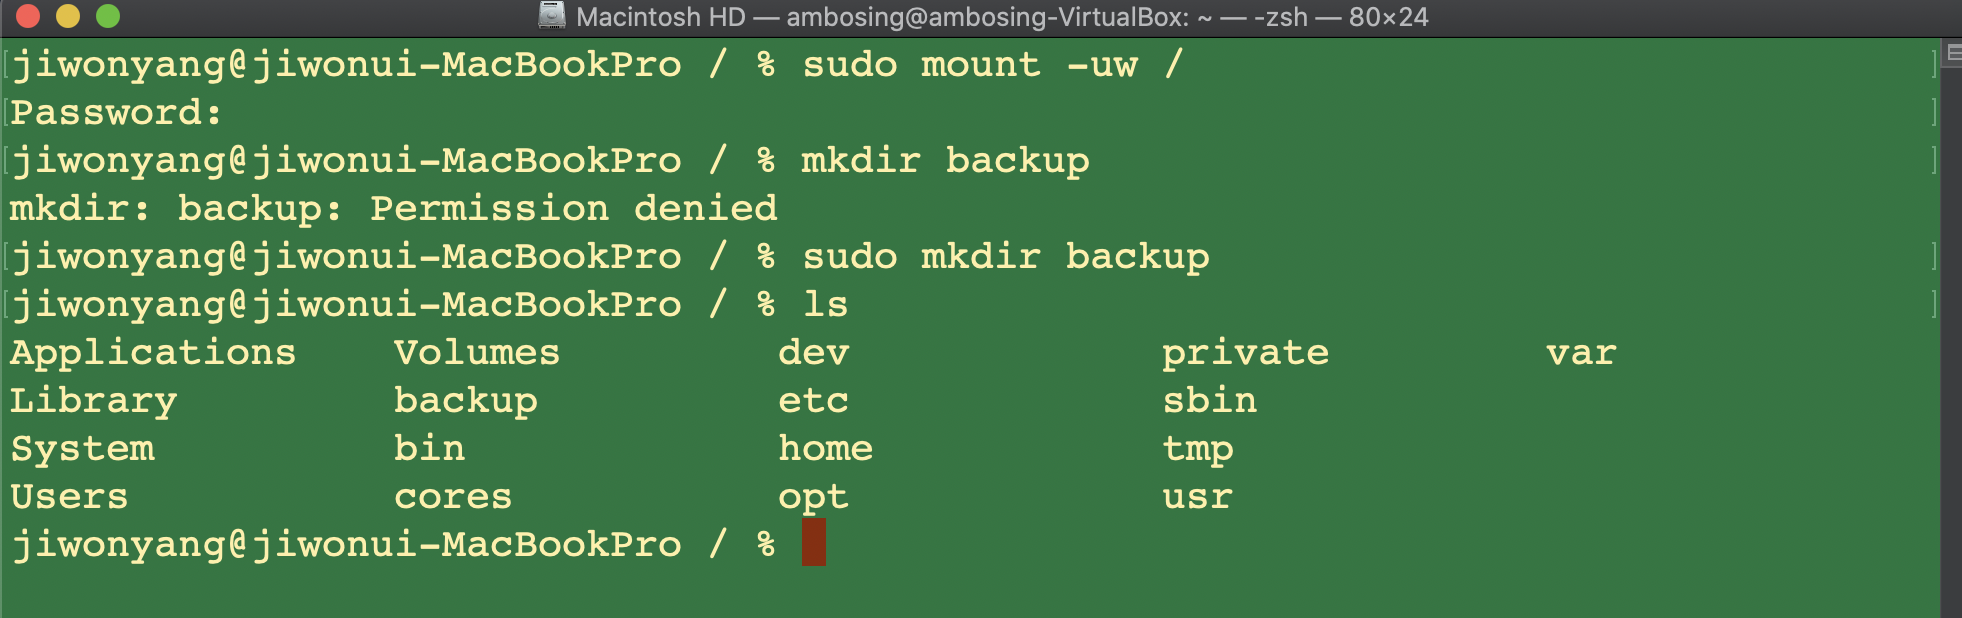 Macintosh HD — ambosing@ambosing-VirtualBox: ~ — -zsh — 80×24
jiwonyang@jiwonui-MacBookPro / % sudo mount -uw /
Password:
jiwonyang@jiwonui-MacBookPro / % mkdir backup
mkdir: backup: Permission denied
jiwonyang@jiwonui-MacBookPro / % sudo mkdir backup
jiwonyang@jiwonui-MacBookPro / % ls
Applications Volumes dev private var
Library backup etc sbin
System bin home tmp
Users cores opt usr
jiwonyang@jiwonui-MacBookPro / %